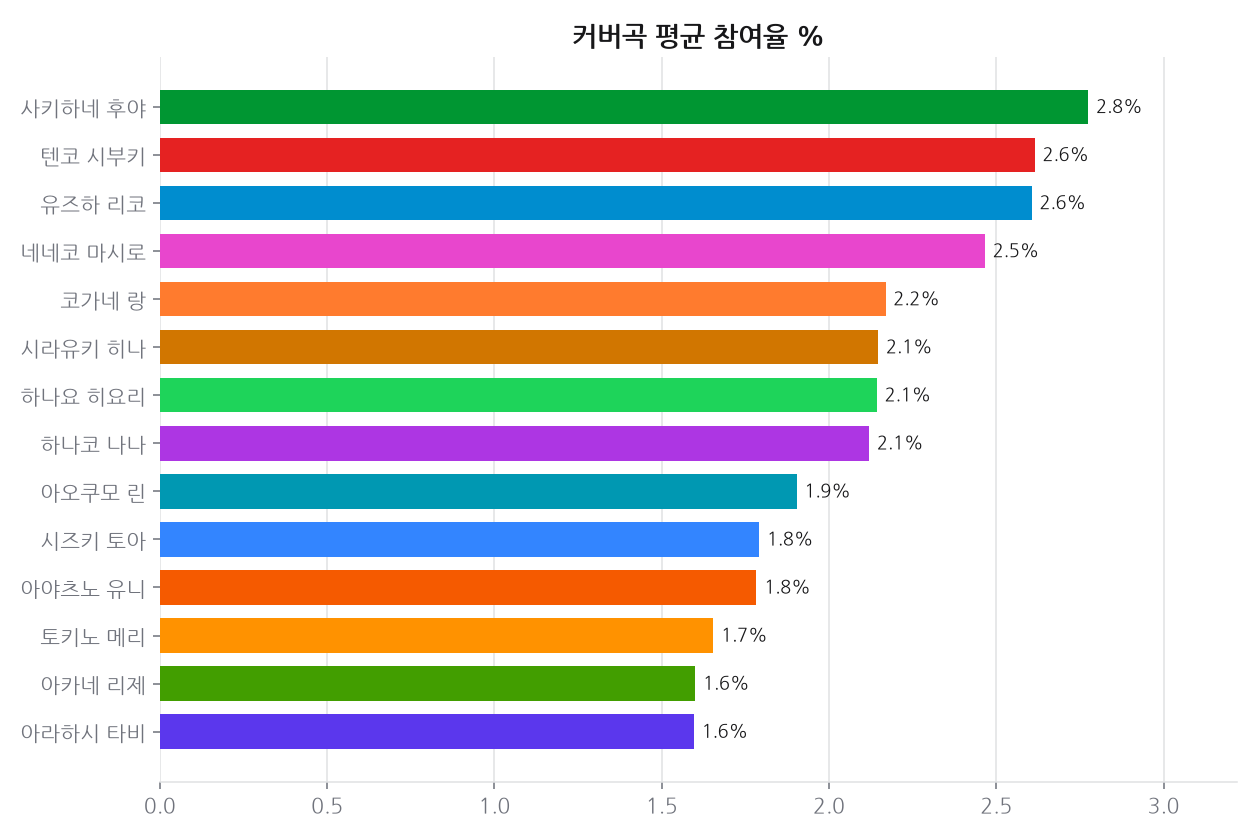 커버곡 평균 참여율 %
사키하네 후야 2.8%
텐코 시부키 2.6%
유즈하 리코 2.6%
네네코 마시로 2.5%
코가네 랑 2.2%
시라유키 히나 2.1%
하나요 히요리 2.1%
하나코 나나 2.1%
아오쿠모 린 1.9%
시즈키 토아 1.8%
아야츠노 유니 1.8%
토키노 메리 1.7%
아카네 리제 1.6%
아라하시 타비 1.6%
0.0 0.5 1.0 1.5 2.0 2.5 3.0